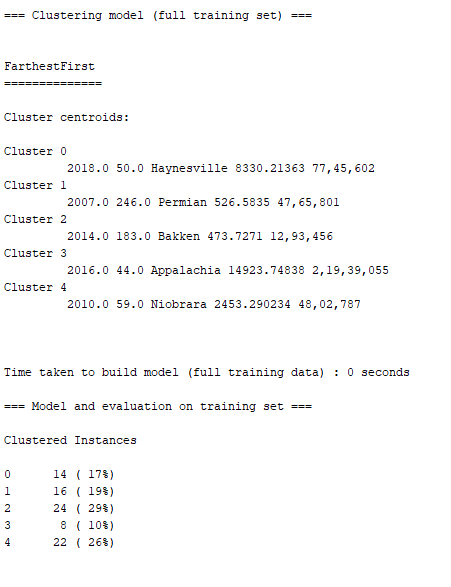 === Clustering model (full training set) ===
FarthestFirst
==============
Cluster centroids:
Cluster 0
2018.0 50.0 Haynesville 8330.21363 77,45,602
Cluster 1
2007.0 246.0 Permian 526.5835 47,65,801
Cluster 2
2014.0 183.0 Bakken 473.7271 12,93,456
Cluster 3
2016.0 44.0 Appalachia 14923.74838 2,19,39,055
Cluster 4
2010.0 59.0 Niobrara 2453.290234 48,02,787
Time taken to build model (full training data) : 0 seconds
=== Model and evaluation on training set ===
Clustered Instances
0 14 ( 17%)
1 16 ( 19%)
2 24 ( 29%)
3 8 ( 10%)
4 22 ( 26%)